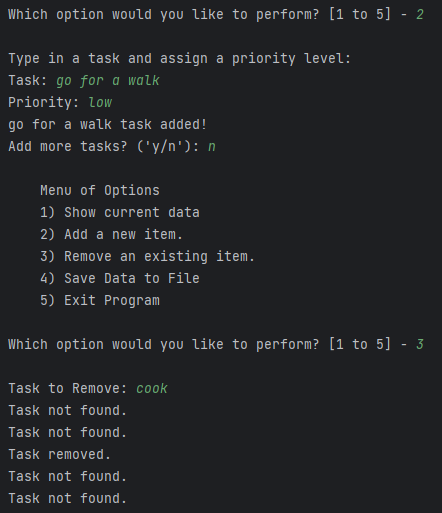 Which option would you like to perform? [1 to 5] - 2
Type in a task and assign a priority level:
Task: go for a walk
Priority: low
go for a walk task added!
Add more tasks? ('y/n'): n
Menu of Options
1) Show current data
2) Add a new item.
3) Remove an existing item.
4) Save Data to File
5) Exit Program
Which option would you like to perform? [1 to 5] - 3
Task to Remove: cook
Task not found.
Task not found.
Task removed.
Task not found.
Task not found.